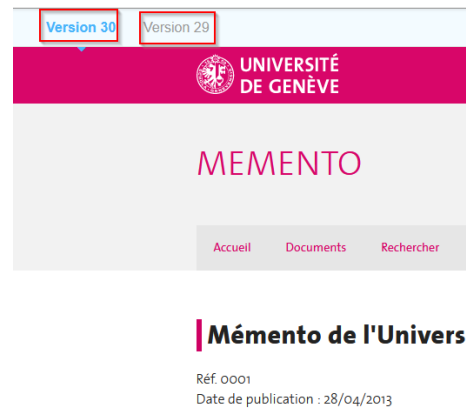 Version 30 Version 29
UNIVERSITÉ
DE GENÈVE
MEMENTO
Accueil Documents Rechercher
Mémento de l'Univers
Réf. 0001
Date de publication : 28/04/2013